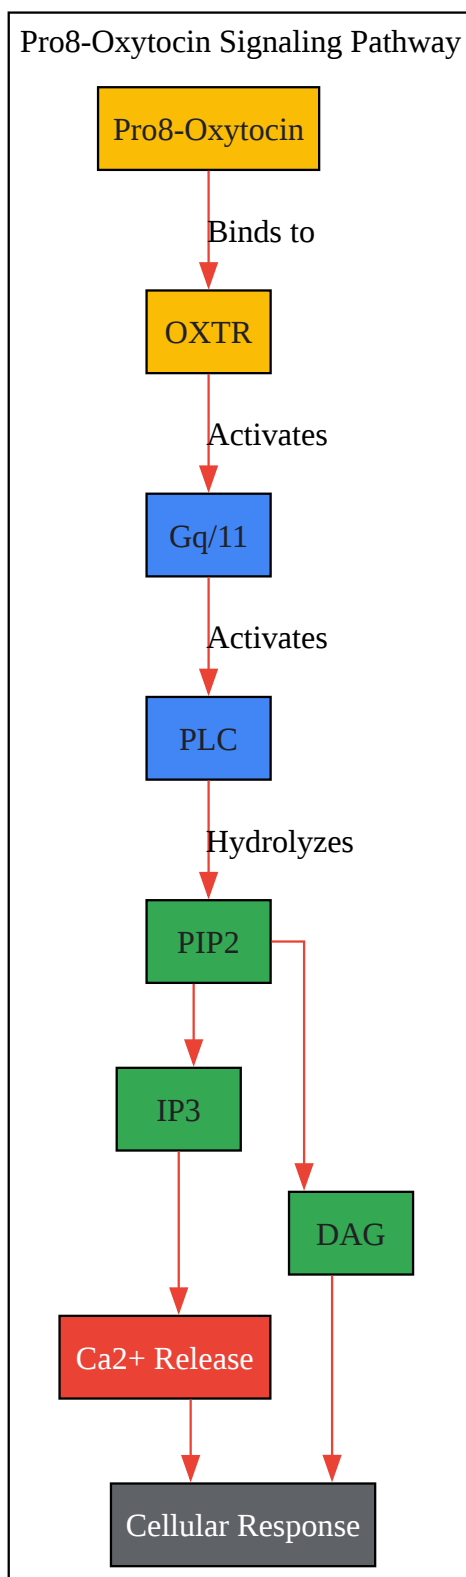 Pro8-Oxytocin Signaling Pathway
Pro8-Oxytocin
Binds to
OXTR
Activates
Gq/11
Activates
PLC
Hydrolyzes
PIP2
IP3
DAG
Ca2+ Release
Cellular Response